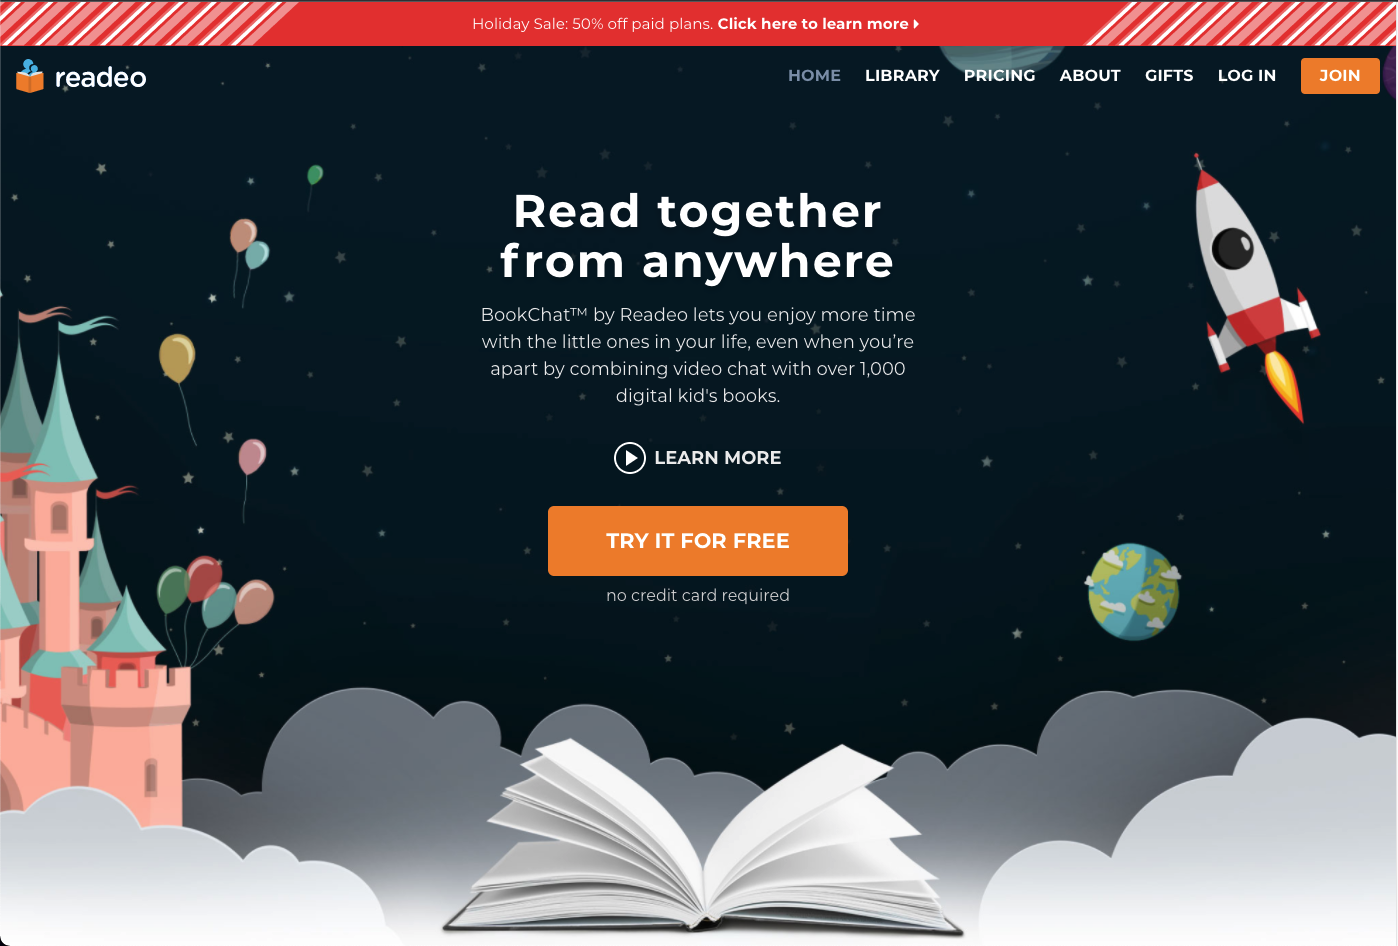 Holiday Sale: 50% off paid plans. Click here to learn more
readeo
HOME LIBRARY PRICING ABOUT GIFTS LOG IN JOIN
Read together
from anywhere
BookChat™ by Readeo lets you enjoy more time
with the little ones in your life, even when you’re
apart by combining video chat with over 1,000
digital kid's books.
LEARN MORE
TRY IT FOR FREE
no credit card required